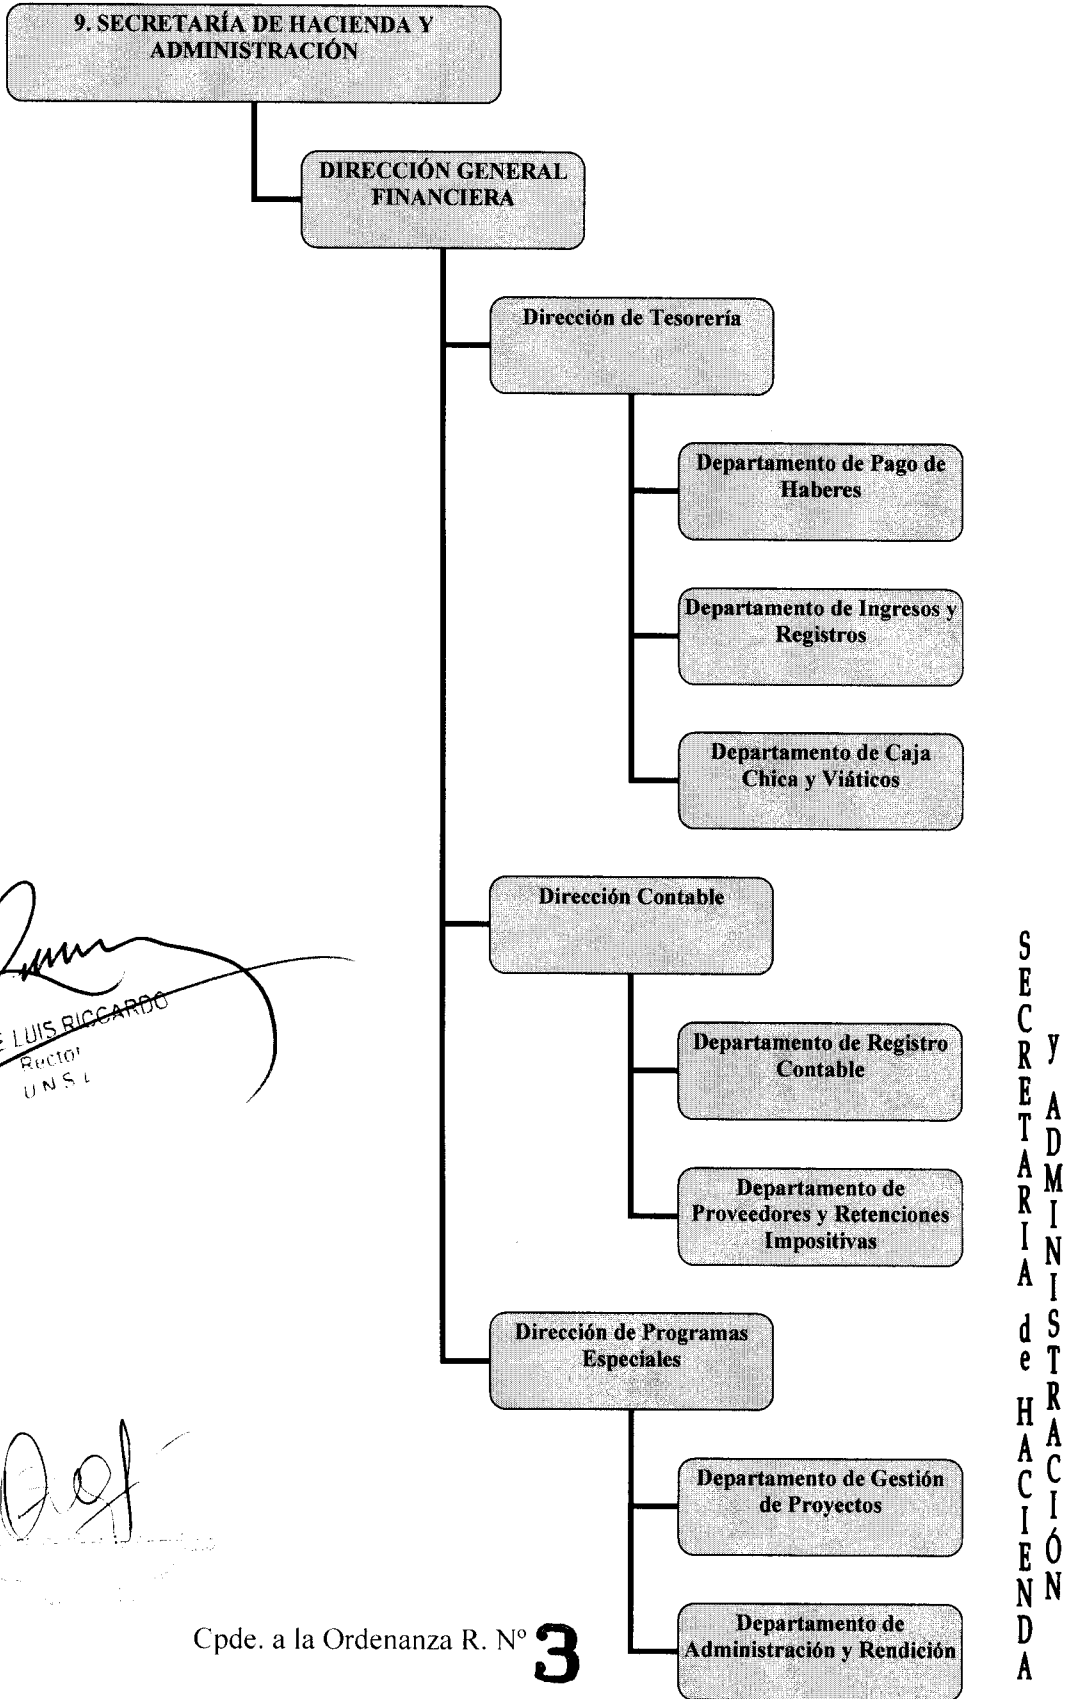 9. SECRETARÍA DE HACIENDA Y
ADMINISTRACIÓN
DIRECCIÓN GENERAL
FINANCIERA
Dirección de Tesorería
Departamento de Pago de
Haberes
Departamento de Ingresos y
Registros
Departamento de Caja
Chica y Viáticos
Dirección Contable
Departamento de Registro
Contable
Departamento de
Proveedores y Retenciones
Impositivas
Dirección de Programas
Especiales
Departamento de Gestión
de Proyectos
Departamento de
Administración y Rendición
LUIS RICCARDO
Rector
U N S L
Cpde. a la Ordenanza R. Nº 3
SECRETARIA de HACIENDA
y ADMINISTRACIÓN